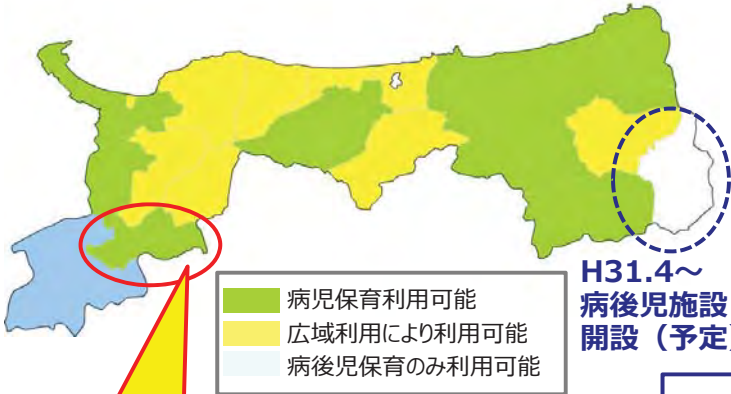 病児保育利用可能
広域利用により利用可能
病後児保育のみ利用可能
H31.4～
病後児施設
開設（予定）